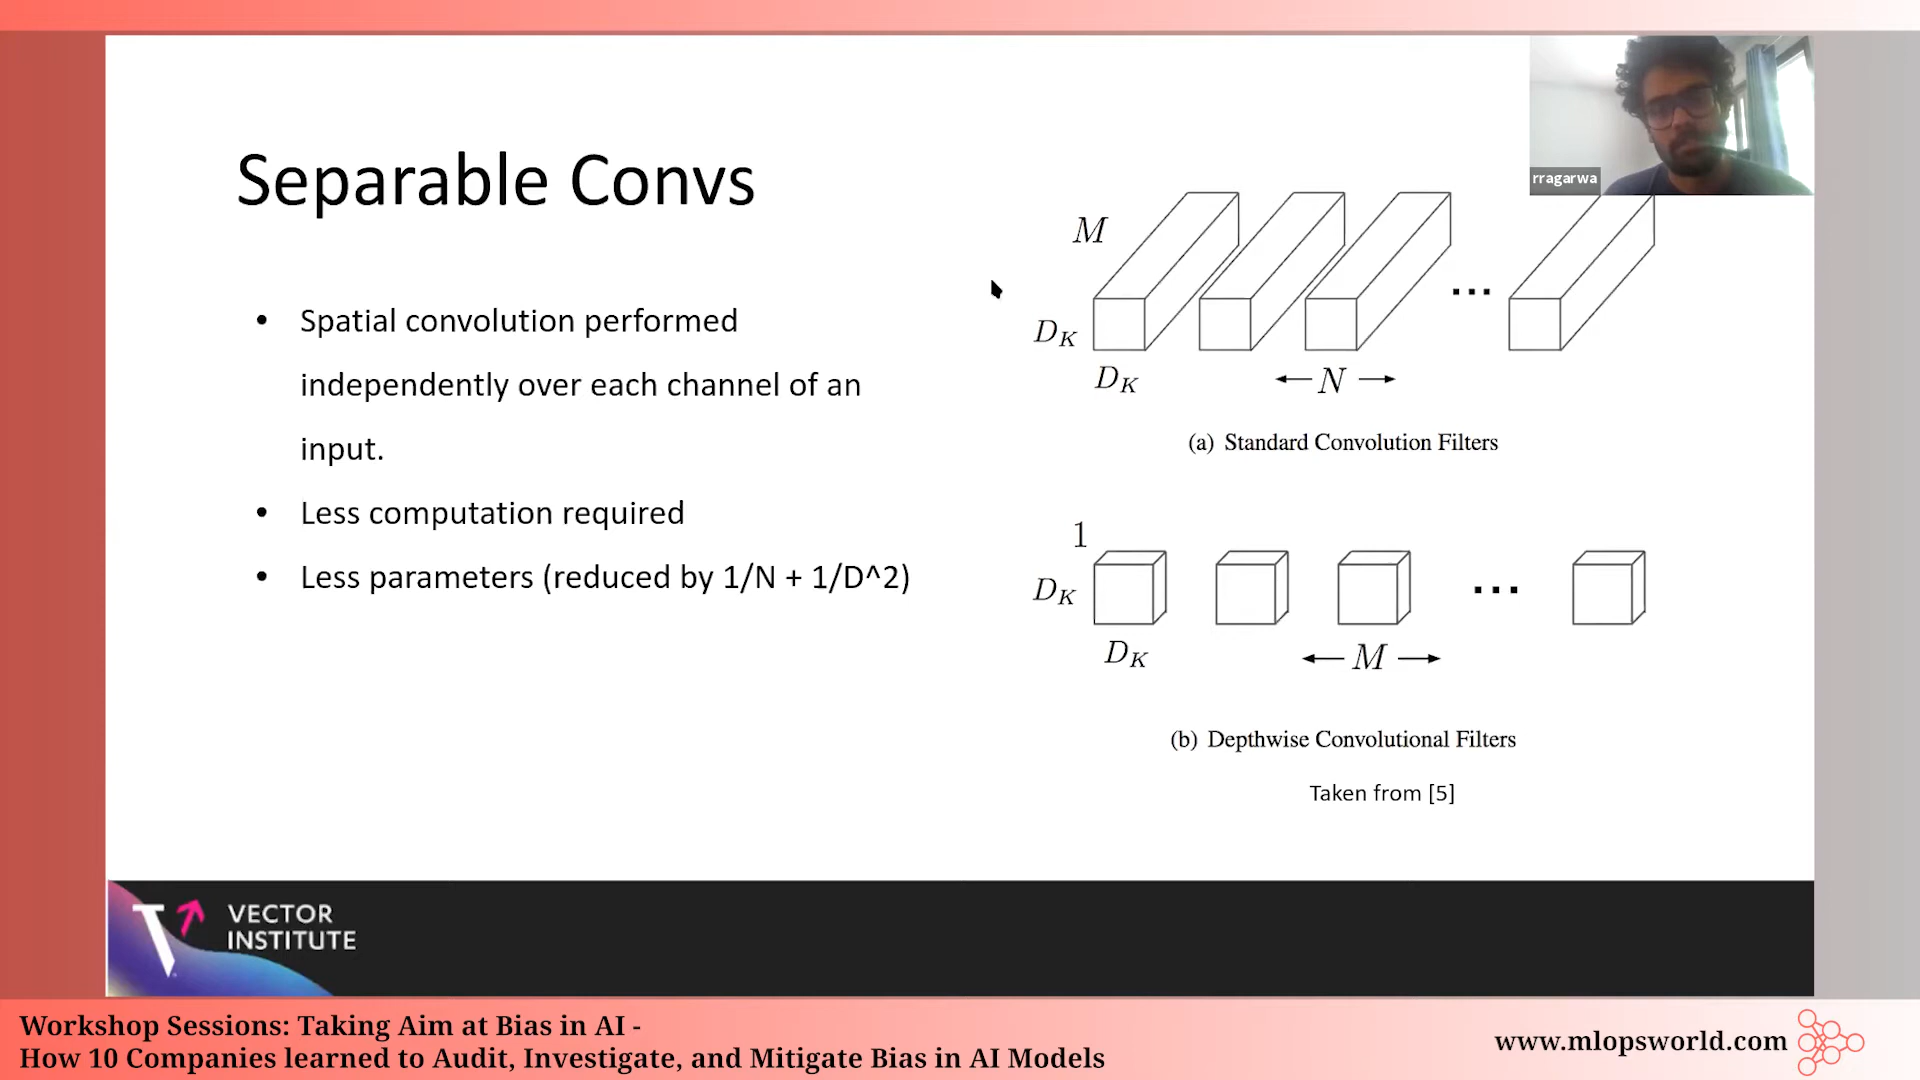 Separable Convs
• Spatial convolution performed
independently over each channel of an
input.
• Less computation required
• Less parameters (reduced by 1/N + 1/D^2)
rragarwa
M
D_K
D_K
...
← N →
(a) Standard Convolution Filters
1
D_K
D_K
...
← M →
(b) Depthwise Convolutional Filters
Taken from [5]
VECTOR
INSTITUTE
Workshop Sessions: Taking Aim at Bias in AI -
How 10 Companies learned to Audit, Investigate, and Mitigate Bias in AI Models
www.mlopsworld.com